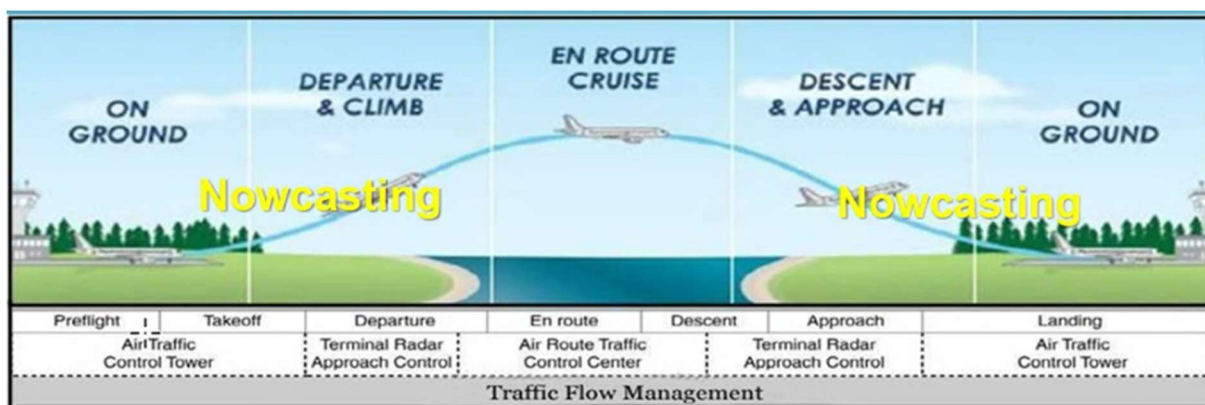 ON
GROUND
DEPARTURE
& CLIMB
EN ROUTE
CRUISE
DESCENT
& APPROACH
ON
GROUND
Nowcasting
Nowcasting
Preflight
Takeoff
Departure
En route
Descent
Approach
Landing
Air Traffic
Control Tower
Terminal Radar
Approach Control
Air Route Traffic
Control Center
Terminal Radar
Approach Control
Air Traffic
Control Tower
Traffic Flow Management